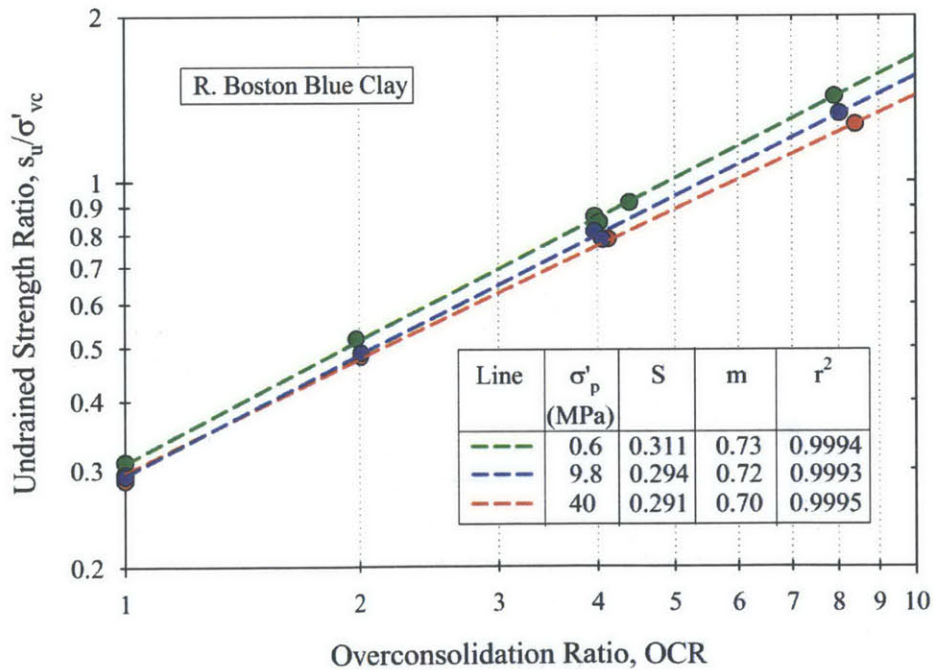 2
R. Boston Blue Clay
1
0.9
0.8
0.7
0.6
0.5
0.4
0.3
0.2
Undrained Strength Ratio, s_u/σ'_vc
Line σ'_p S m r²
(MPa)
0.6 0.311 0.73 0.9994
9.8 0.294 0.72 0.9993
40 0.291 0.70 0.9995
1 2 3 4 5 6 7 8 9 10
Overconsolidation Ratio, OCR